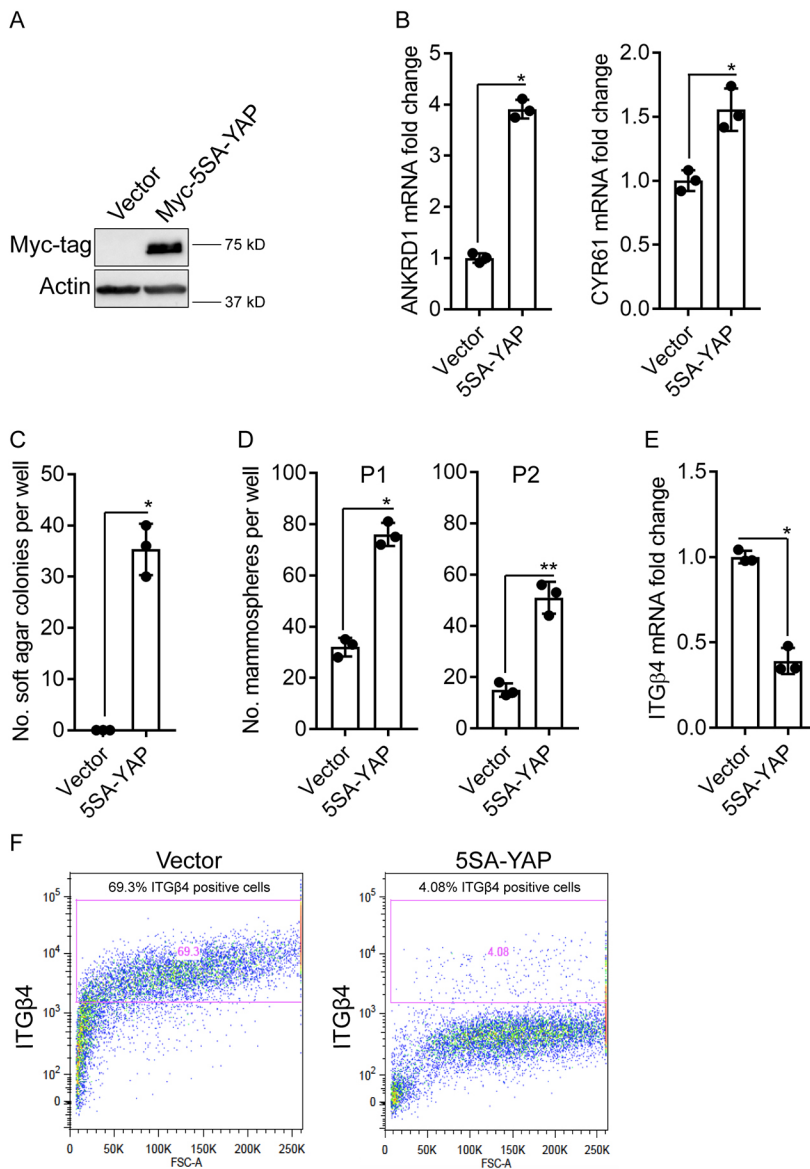 A
Vector
Myc-5SA-YAP
Myc-tag
75 kD
Actin
37 kD
B
ANKRD1 mRNA fold change
5
4
3
2
1
0
*
Vector
5SA-YAP
CYR61 mRNA fold change
2.0
1.5
1.0
0.5
0.0
*
Vector
5SA-YAP
C
No. soft agar colonies per well
50
40
30
20
10
0
*
Vector
5SA-YAP
D
No. mammospheres per well
P1
100
80
60
40
20
0
*
Vector
5SA-YAP
P2
100
80
60
40
20
0
**
Vector
5SA-YAP
E
ITGβ4 mRNA fold change
1.5
1.0
0.5
0.0
*
Vector
5SA-YAP
F
Vector
69.3% ITGβ4 positive cells
69.3
ITGβ4
10⁵
10⁴
10³
10²
0
0 50K 100K 150K 200K 250K
FSC-A
5SA-YAP
4.08% ITGβ4 positive cells
4.08
ITGβ4
10⁵
10⁴
10³
10²
0
0 50K 100K 150K 200K 250K
FSC-A